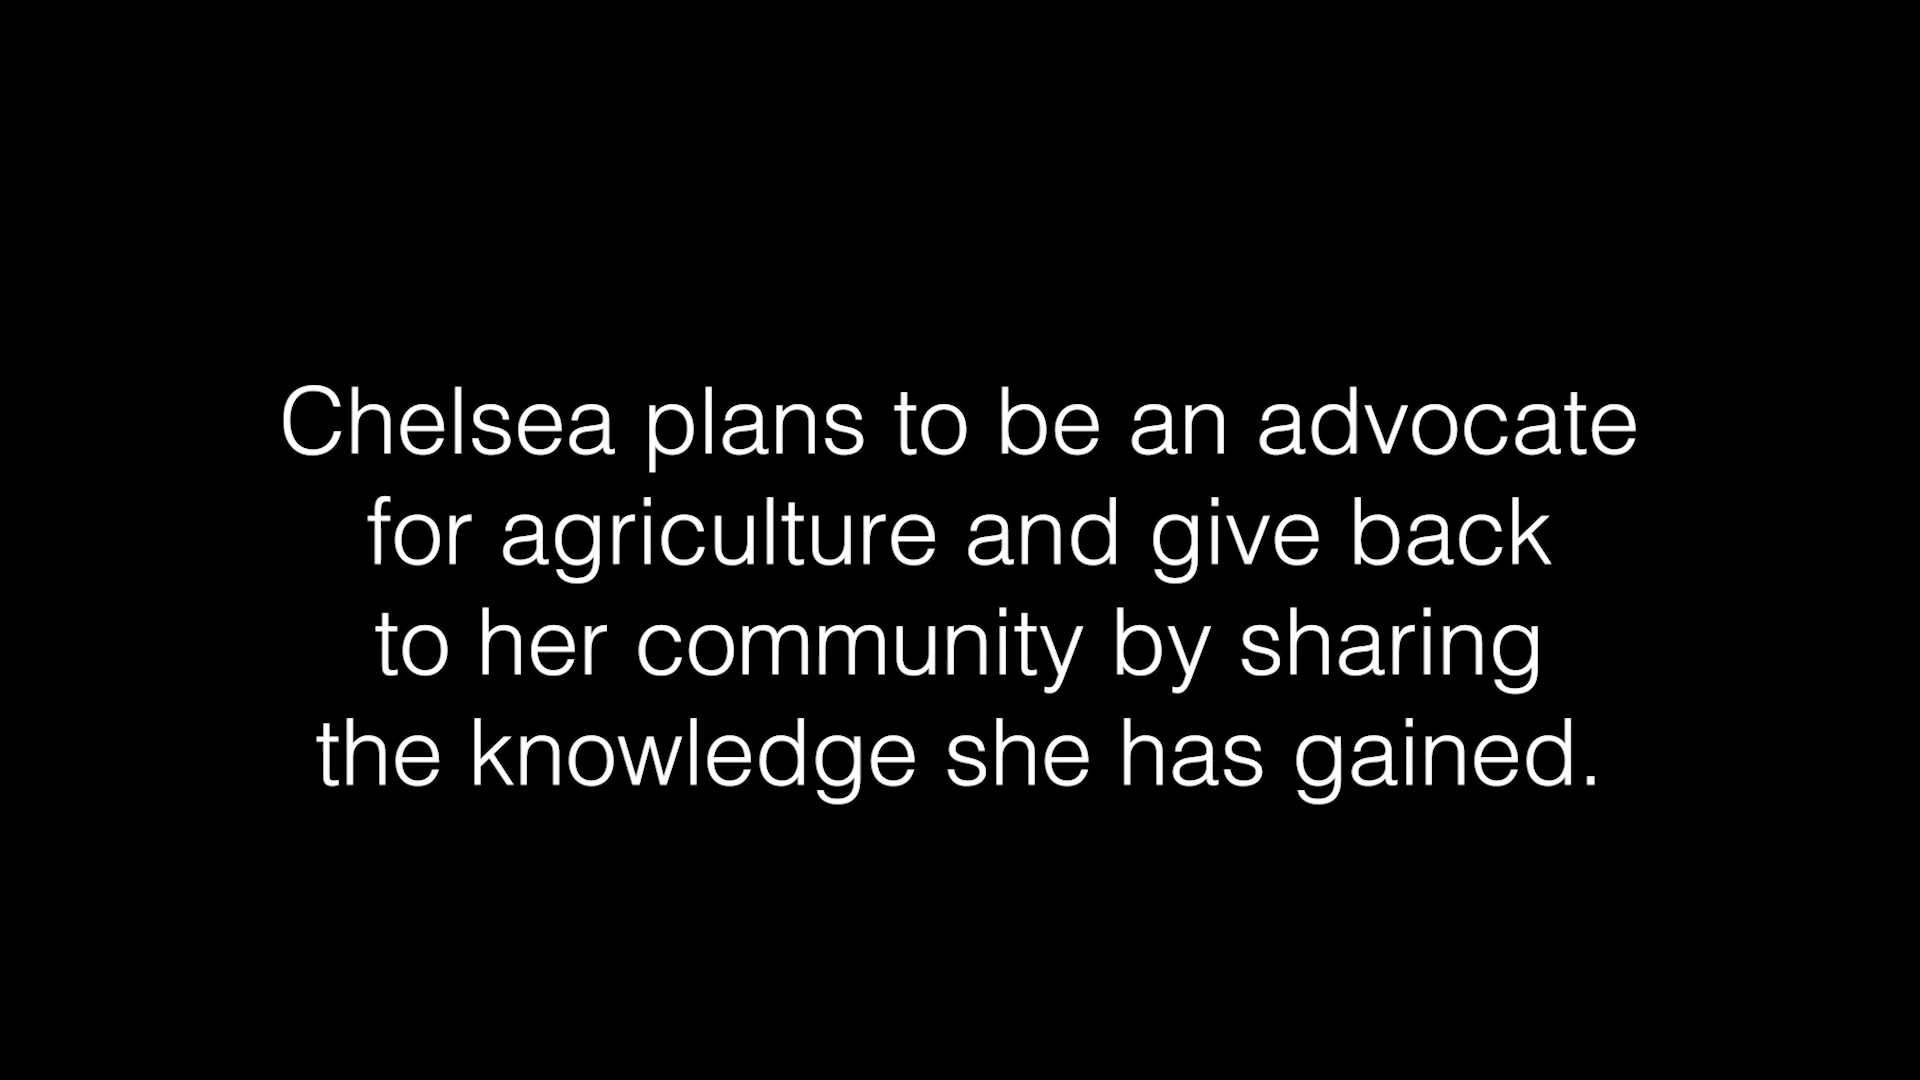 Chelsea plans to be an advocate
for agriculture and give back
to her community by sharing
the knowledge she has gained.